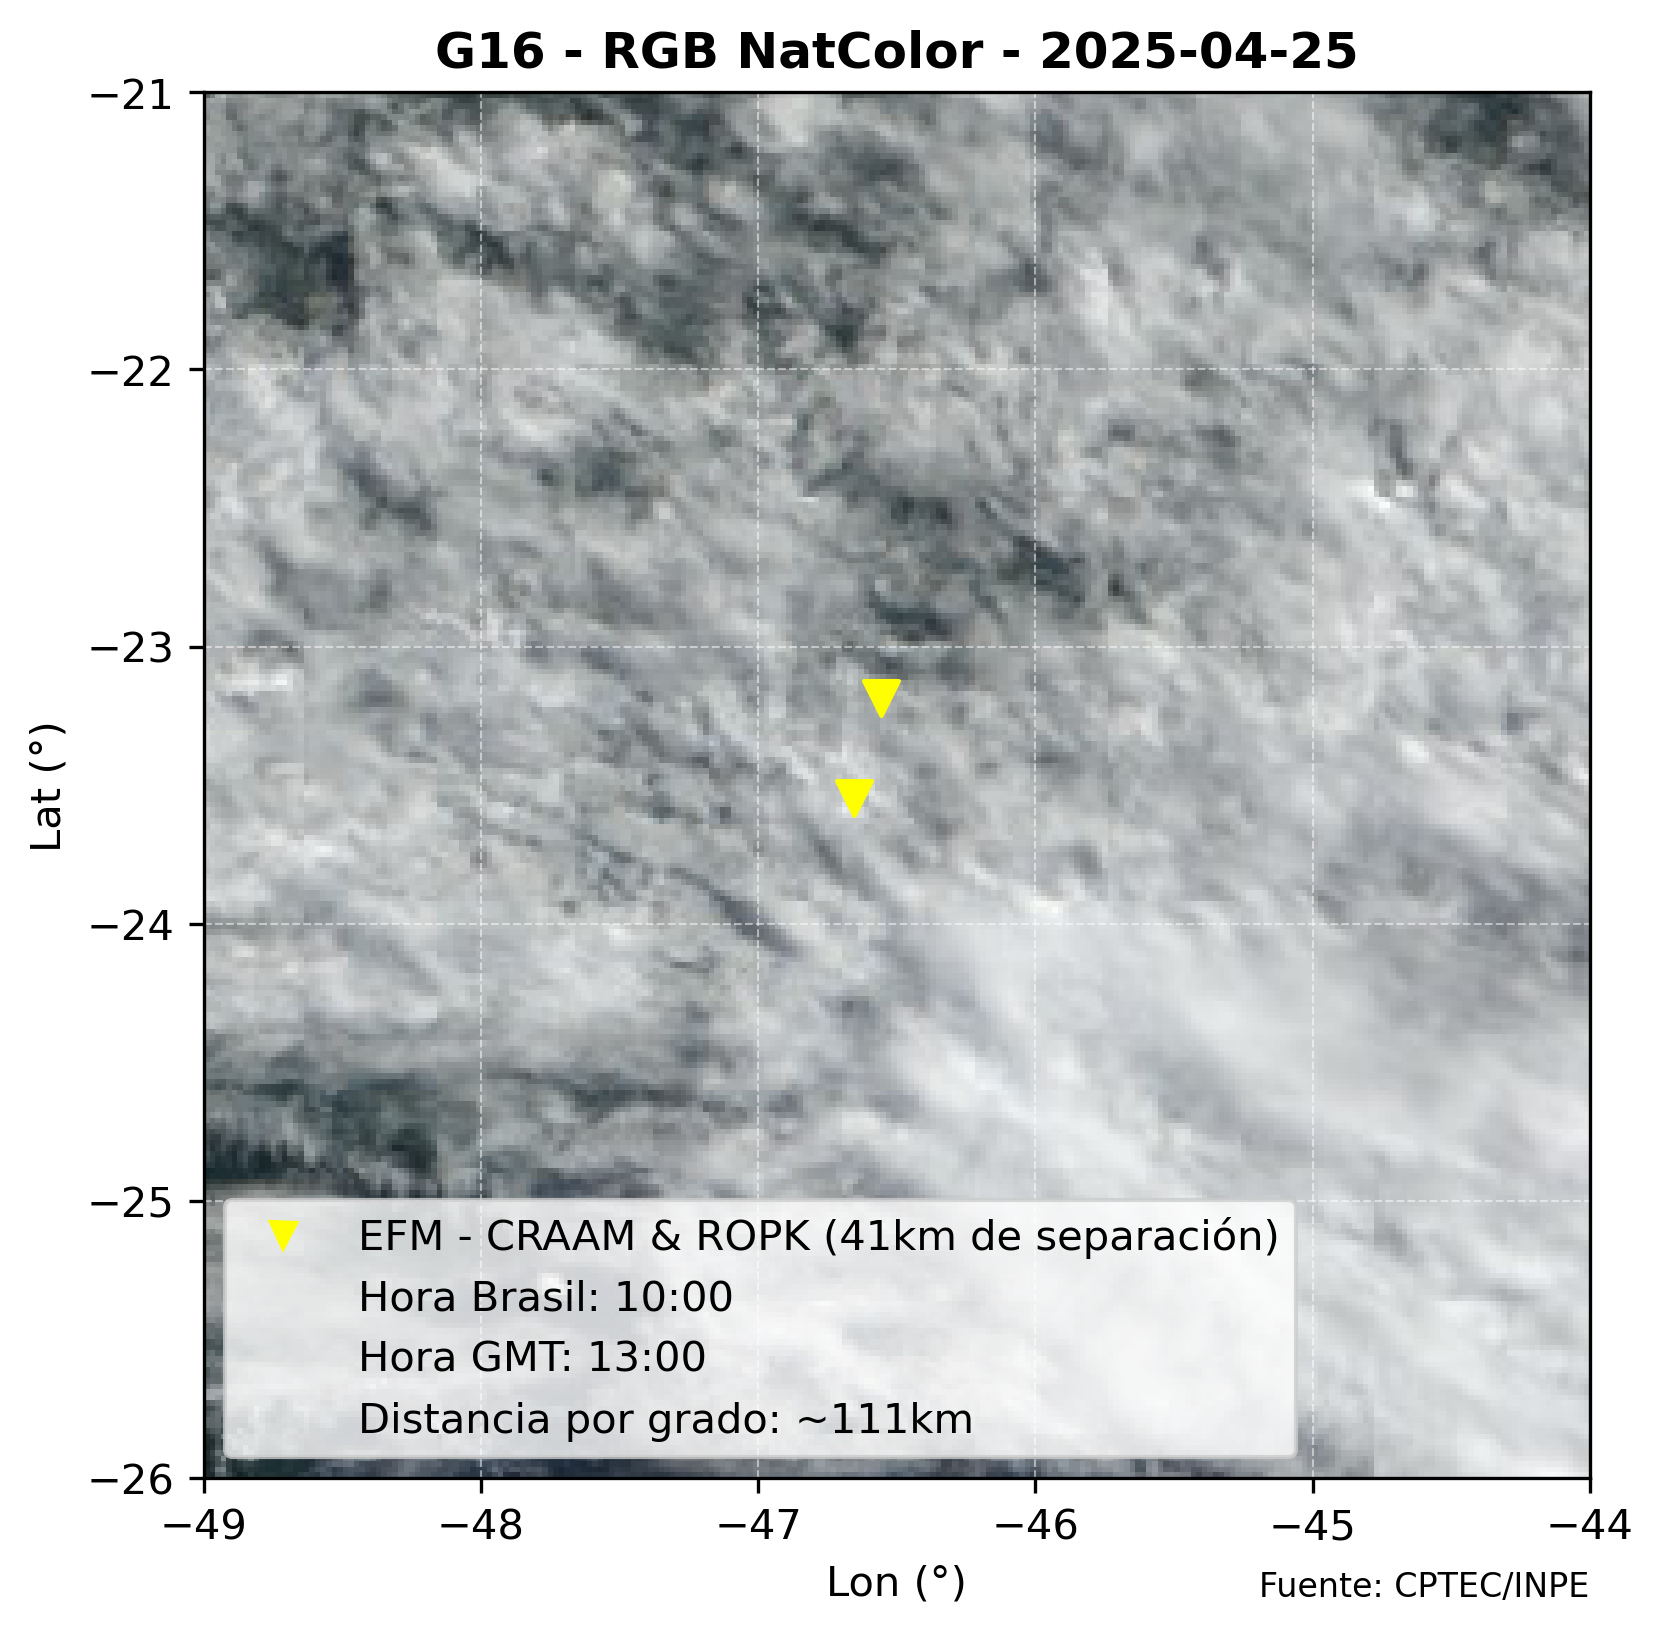 G16 - RGB NatColor - 2025-04-25
−21
−22
−23
−24
−25
−26
Lat (°)
EFM - CRAAM & ROPK (41km de separación)
Hora Brasil: 10:00
Hora GMT: 13:00
Distancia por grado: ~111km
−49 −48 −47 −46 −45 −44
Lon (°)
Fuente: CPTEC/INPE